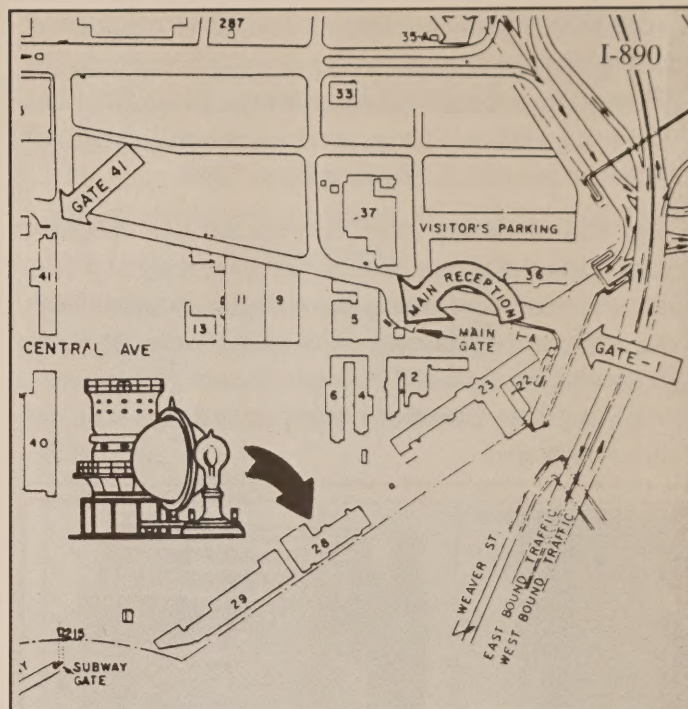 287
35-A
I-890
33
GATE 41
37
VISITOR'S PARKING
41
36
MAIN RECEPTION
11
9
13
5
MAIN
GATE
TA
GATE-1
CENTRAL AVE
6
4
2
23
22
40
28
29
WEAVER ST
EAST BOUND TRAFFIC
WEST BOUND TRAFFIC
215
SUBWAY
GATE